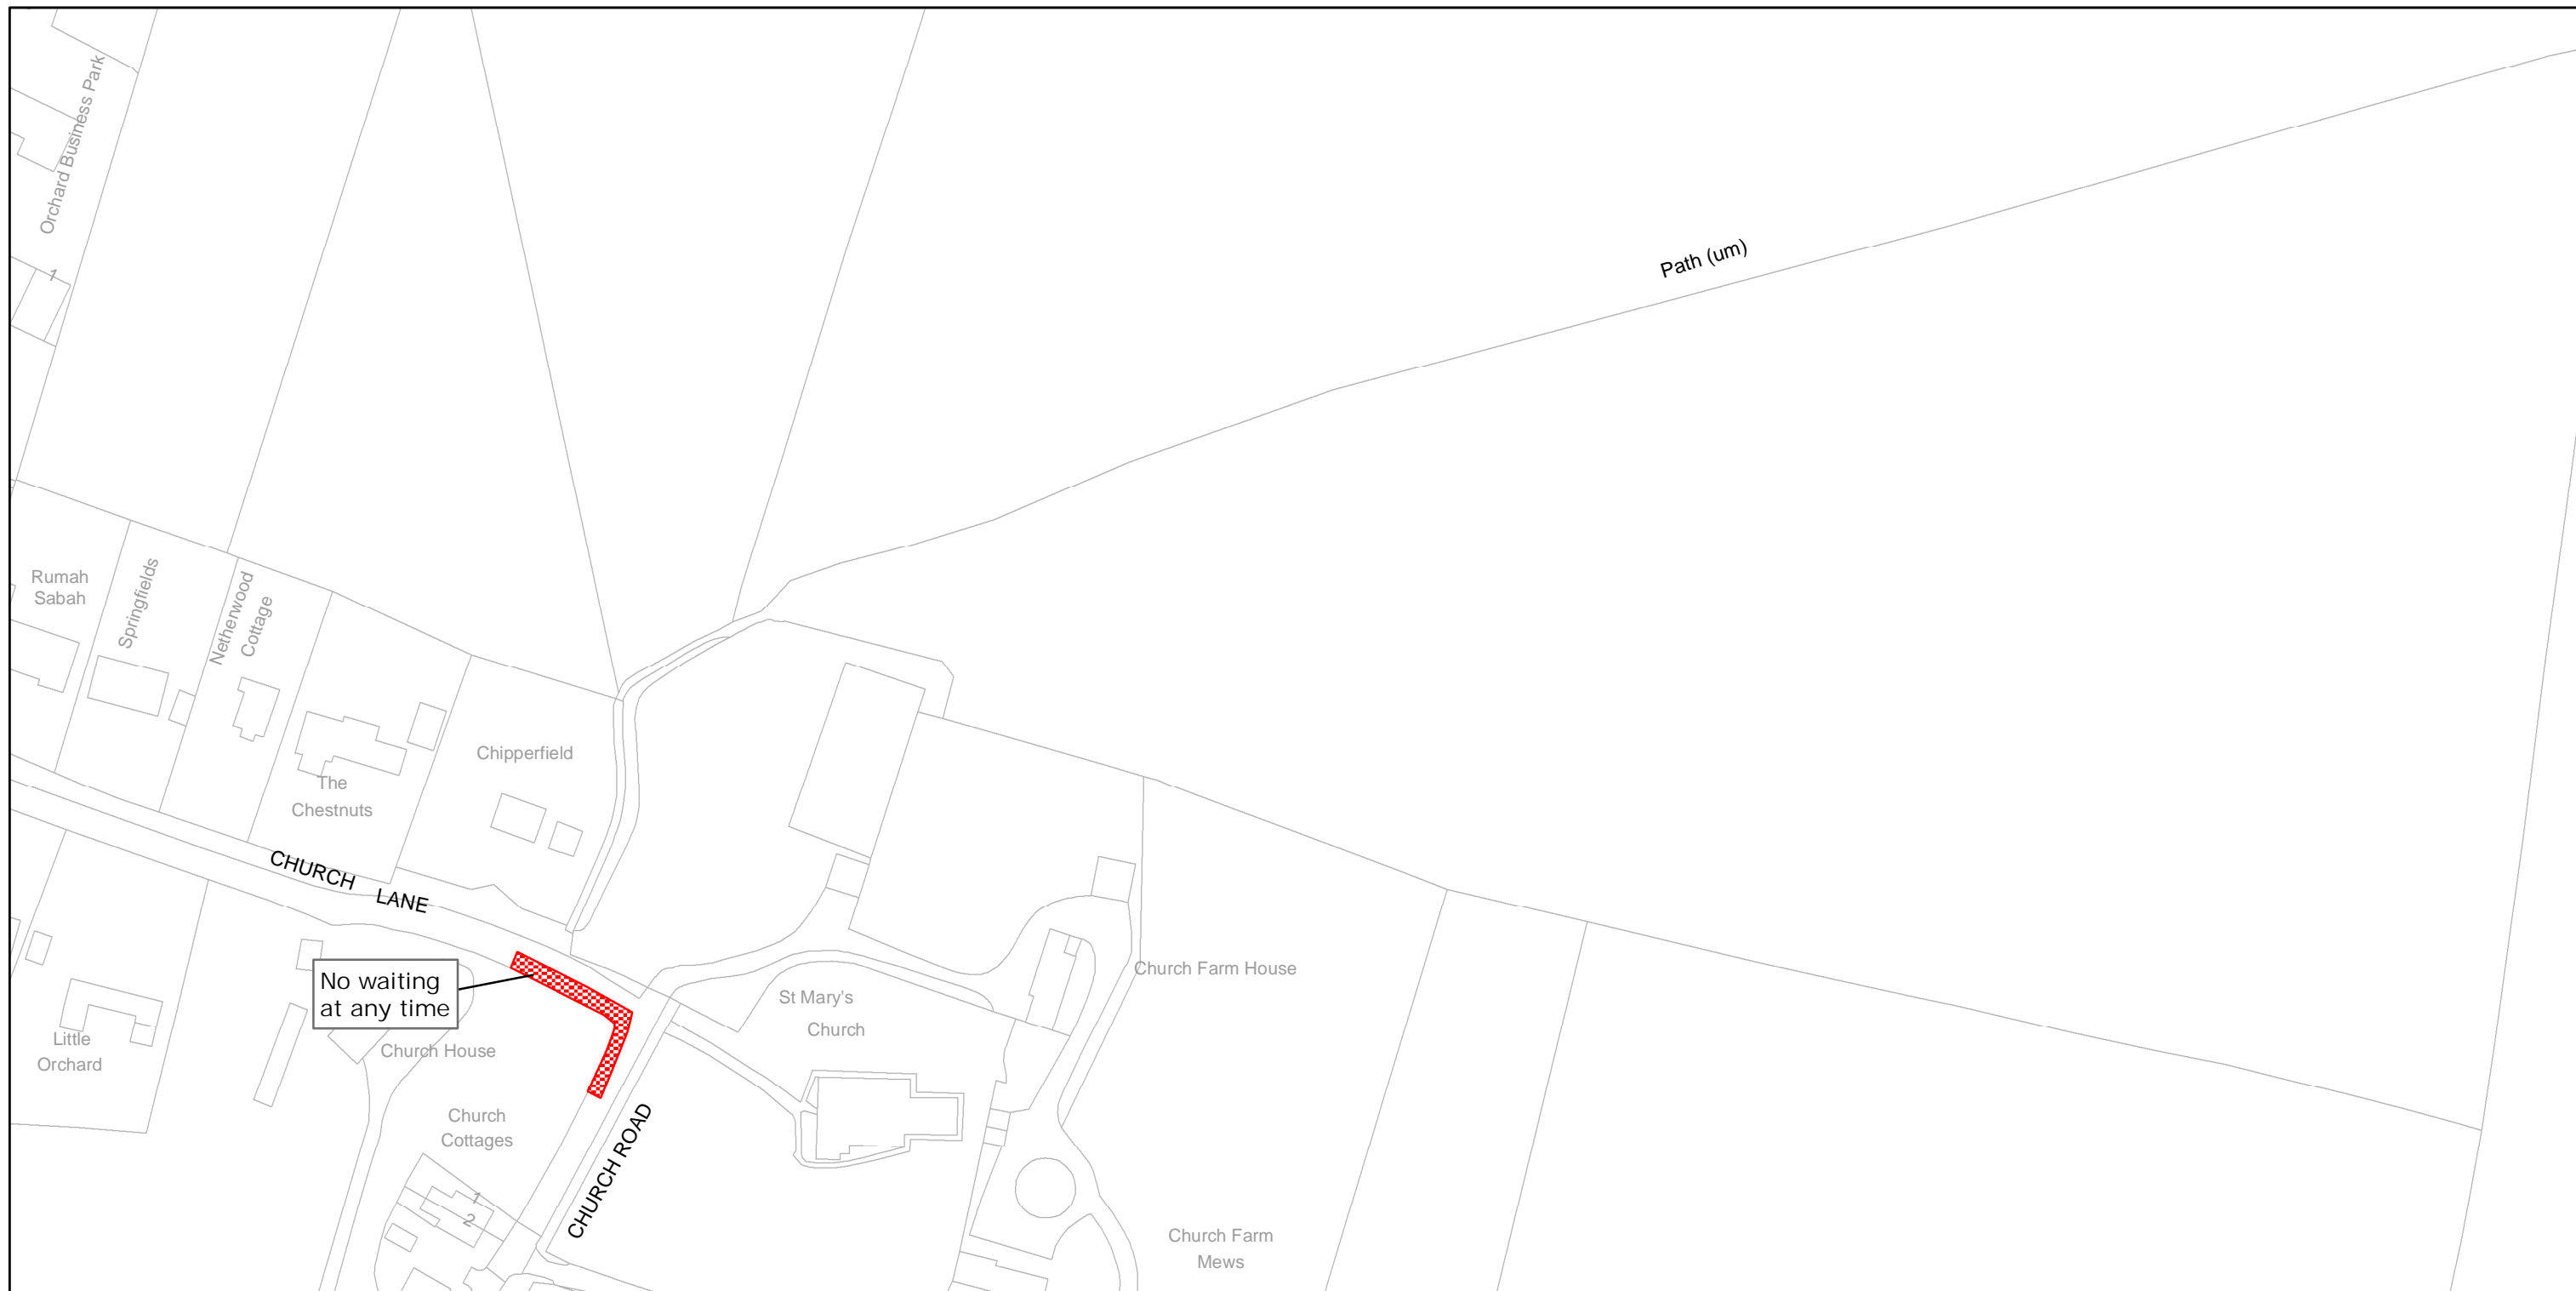 Orchard Business Park
1
Path (um)
Rumah
Sabah
Springfields
Netherwood
Cottage
The
Chestnuts
Chipperfield
CHURCH LANE
No waiting
at any time
Little
Orchard
Church House
Church
Cottages
1
2
CHURCH ROAD
St Mary's
Church
Church Farm House
Church Farm
Mews